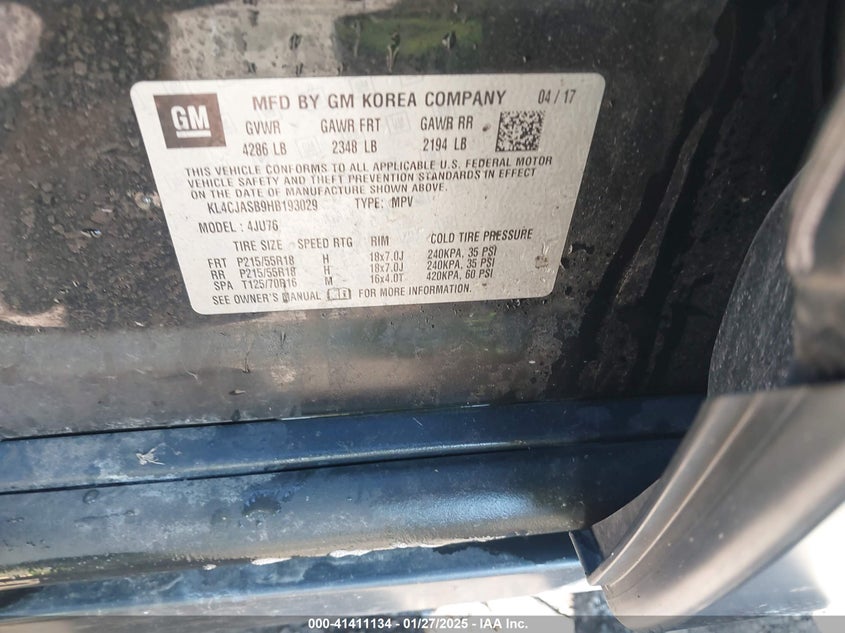 GM
MFD BY GM KOREA COMPANY 04 / 17
GVWR GAWR FRT GAWR RR
4286 LB 2348 LB 2194 LB
THIS VEHICLE CONFORMS TO ALL APPLICABLE U.S. FEDERAL MOTOR
VEHICLE SAFETY AND THEFT PREVENTION STANDARDS IN EFFECT
ON THE DATE OF MANUFACTURE SHOWN ABOVE.
KL4CJASB9HB193029 TYPE: MPV
MODEL : 4JU76
TIRE SIZE SPEED RTG RIM COLD TIRE PRESSURE
FRT P215/55R18 H 18x7.0J 240KPA, 35 PSI
RR P215/55R18 H 18x7.0J 240KPA, 35 PSI
SPA T125/70R16 M 16x4.0T 420KPA, 60 PSI
SEE OWNER'S MANUAL FOR MORE INFORMATION.
000-41411134 | 01/27/2025 | IAA Inc.